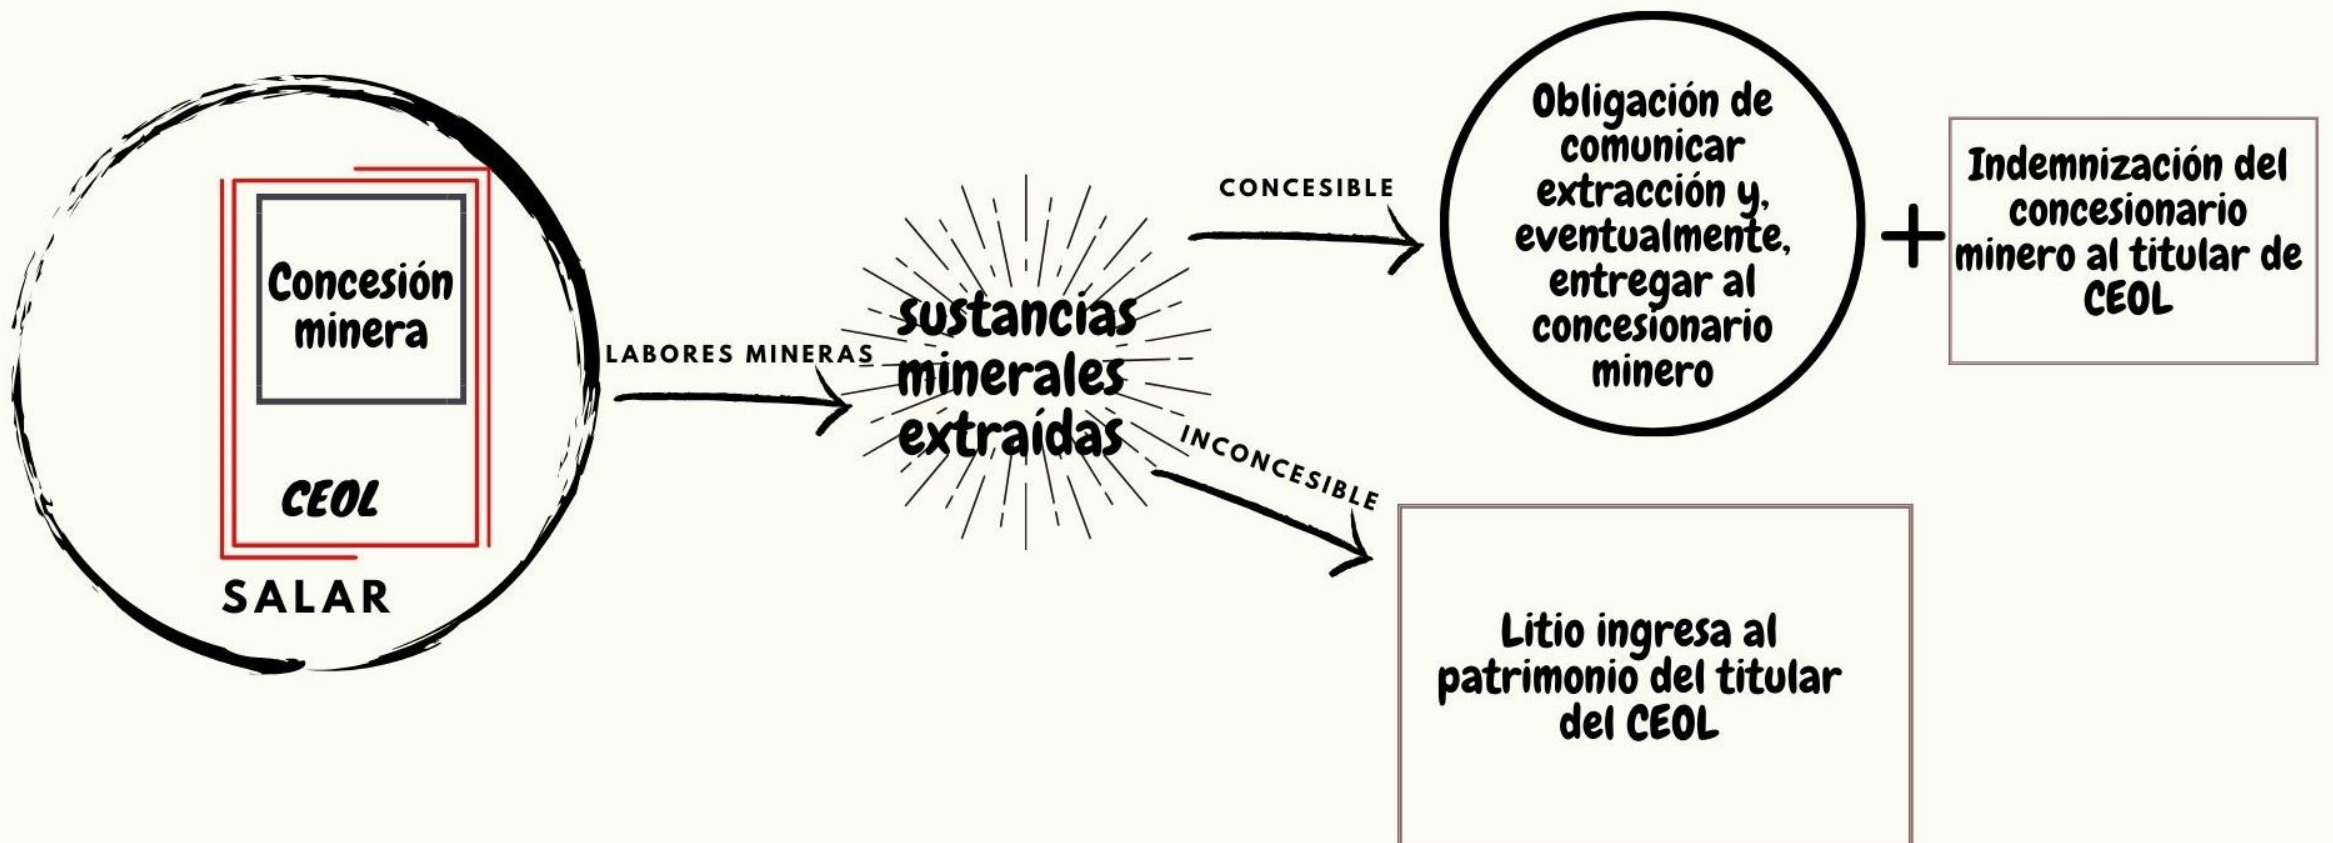 Concesión
minera
CEOL
SALAR
LABORES MINERAS
sustancias
minerales
extraídas
CONCESIBLE
Obligación de
comunicar
extracción y,
eventualmente,
entregar al
concesionario
minero
+
Indemnización del
concesionario
minero al titular de
CEOL
INCONCESIBLE
Litio ingresa al
patrimonio del titular
del CEOL